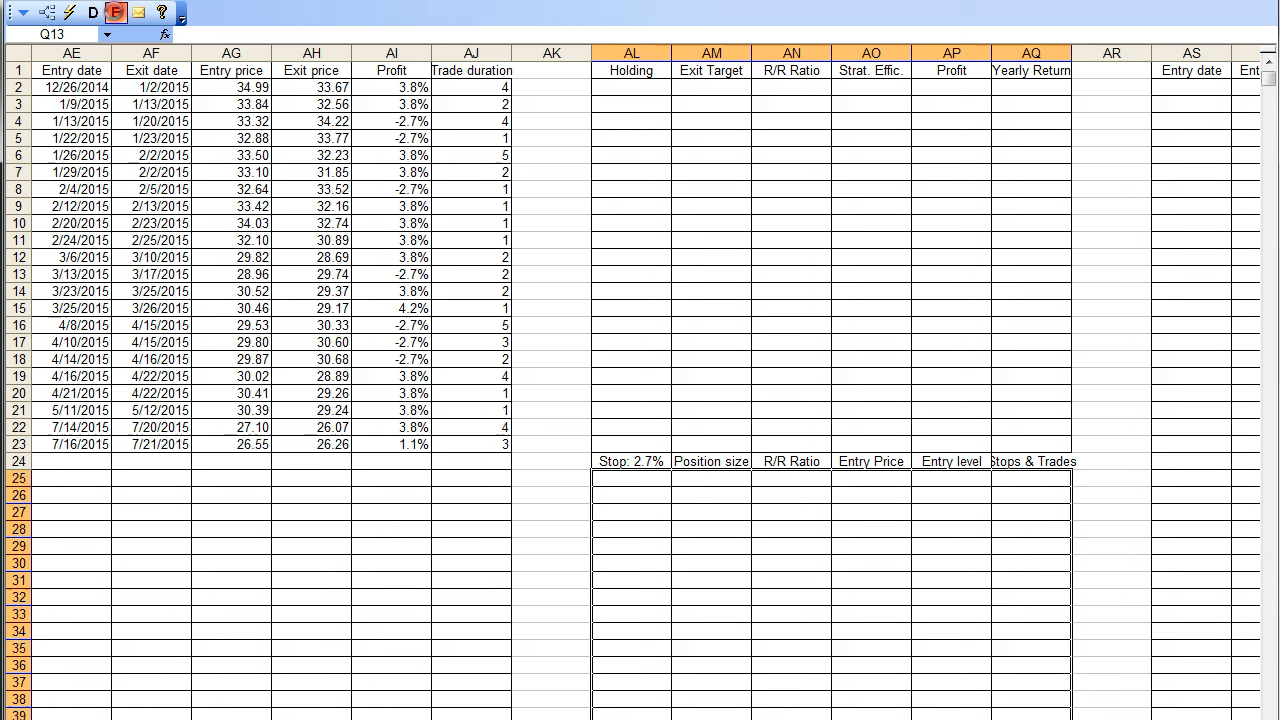 D E ?
Q13 fx
AE AF AG AH AI AJ AK AL AM AN AO AP AQ AR AS
1 Entry date Exit date Entry price Exit price Profit Trade duration Holding Exit Target R/R Ratio Strat. Effic. Profit Yearly Return Entry date Ent
2 12/26/2014 1/2/2015 34.99 33.67 3.8% 4
3 1/9/2015 1/13/2015 33.84 32.56 3.8% 2
4 1/13/2015 1/20/2015 33.32 34.22 -2.7% 4
5 1/22/2015 1/23/2015 32.88 33.77 -2.7% 1
6 1/26/2015 2/2/2015 33.50 32.23 3.8% 5
7 1/29/2015 2/2/2015 33.10 31.85 3.8% 2
8 2/4/2015 2/5/2015 32.64 33.52 -2.7% 1
9 2/12/2015 2/13/2015 33.42 32.16 3.8% 1
10 2/20/2015 2/23/2015 34.03 32.74 3.8% 1
11 2/24/2015 2/25/2015 32.10 30.89 3.8% 1
12 3/6/2015 3/10/2015 29.82 28.69 3.8% 2
13 3/13/2015 3/17/2015 28.96 29.74 -2.7% 2
14 3/23/2015 3/25/2015 30.52 29.37 3.8% 2
15 3/25/2015 3/26/2015 30.46 29.17 4.2% 1
16 4/8/2015 4/15/2015 29.53 30.33 -2.7% 5
17 4/10/2015 4/15/2015 29.80 30.60 -2.7% 3
18 4/14/2015 4/16/2015 29.87 30.68 -2.7% 2
19 4/16/2015 4/22/2015 30.02 28.89 3.8% 4
20 4/21/2015 4/22/2015 30.41 29.26 3.8% 1
21 5/11/2015 5/12/2015 30.39 29.24 3.8% 1
22 7/14/2015 7/20/2015 27.10 26.07 3.8% 4
23 7/16/2015 7/21/2015 26.55 26.26 1.1% 3
24 Stop: 2.7% Position size R/R Ratio Entry Price Entry level Stops & Trades
25
26
27
28
29
30
31
32
33
34
35
36
37
38
39